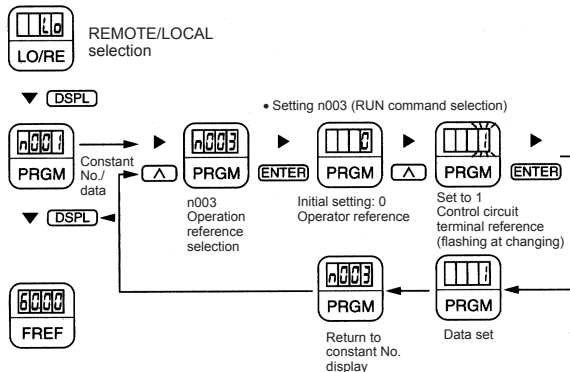 Lo
LO/RE
REMOTE/LOCAL
selection
▼ DSPL
• Setting n003 (RUN command selection)
n001
PRGM
Constant
No./
data
n003
PRGM
n003
Operation
reference
selection
ENTER
0
PRGM
Initial setting: 0
Operator reference
1
PRGM
Set to 1
Control circuit
terminal reference
(flashing at changing)
ENTER
▼ DSPL
60.00
FREF
n003
PRGM
Return to
constant No.
display
1
PRGM
Data set